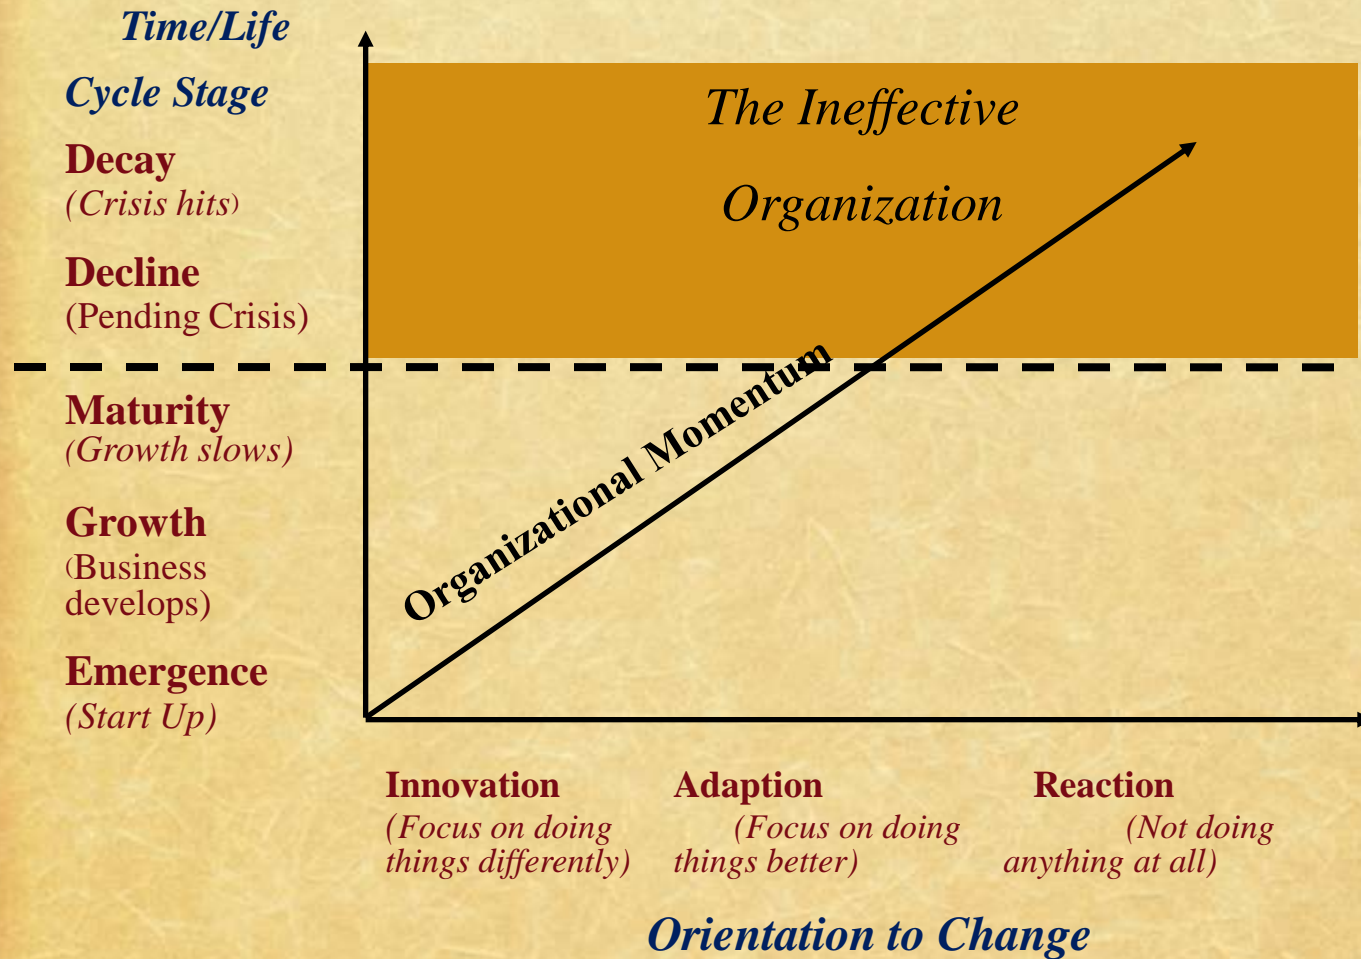 Time/Life
Cycle Stage
Decay
(Crisis hits)
Decline
(Pending Crisis)
Maturity
(Growth slows)
Growth
(Business
develops)
Emergence
(Start Up)
The Ineffective
Organization
Organizational Momentum
Innovation
(Focus on doing
things differently)
Adaption
(Focus on doing
things better)
Reaction
(Not doing
anything at all)
Orientation to Change